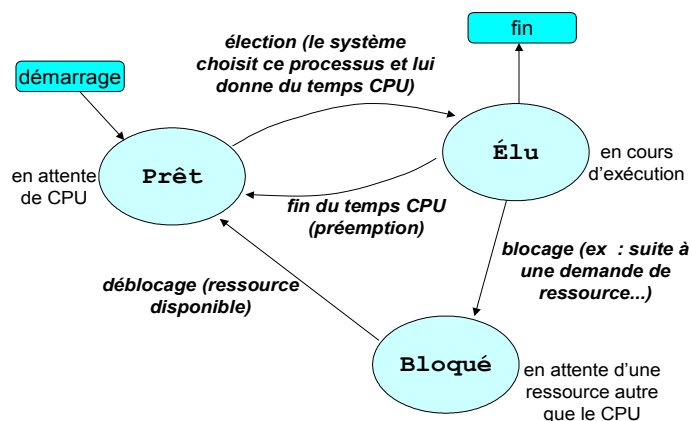 fin
élection (le système
choisit ce processus et lui
donne du temps CPU)
démarrage
Prêt
en attente
de CPU
Élu
en cours
d'exécution
fin du temps CPU
(préemption)
blocage (ex : suite à
une demande de
ressource...)
déblocage (ressource
disponible)
Bloqué
en attente d'une
ressource autre
que le CPU